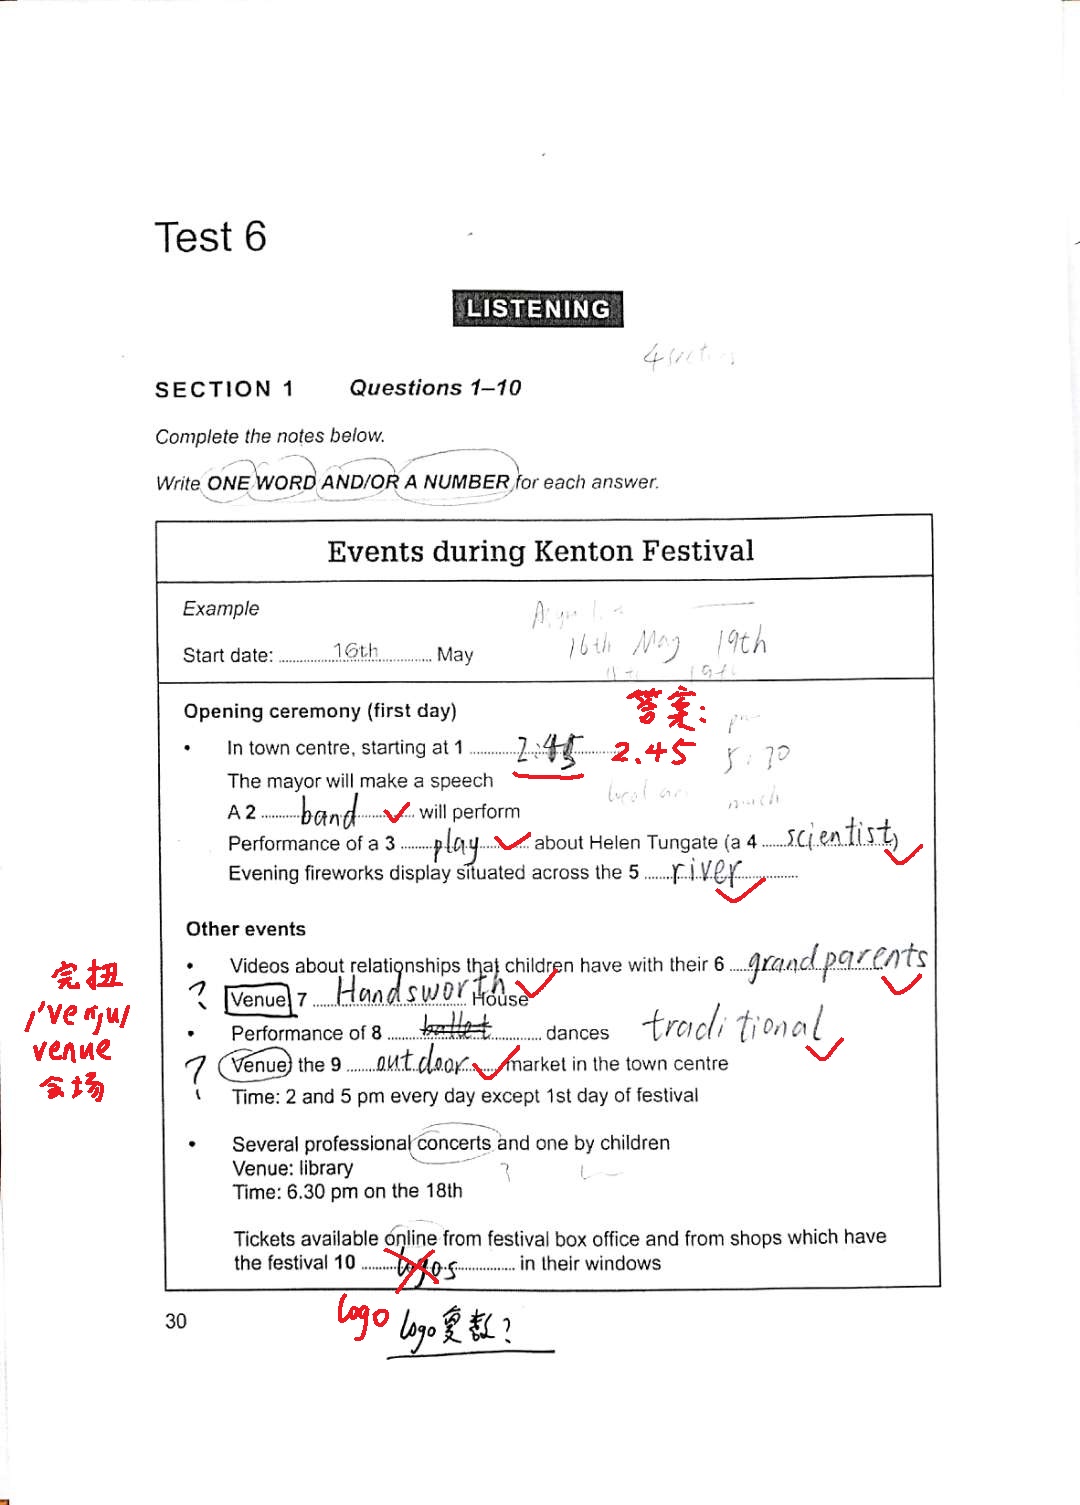 Test 6
LISTENING
SECTION 1 Questions 1–10
Complete the notes below.
Write ONE WORD AND/OR A NUMBER for each answer.
Events during Kenton Festival
Example
16th May 19th
Start date: 16th May
Opening ceremony (first day)
答案:
In town centre, starting at 1 2:45 2.45
5:30
The mayor will make a speech
A 2 band will perform
Performance of a 3 play about Helen Tungate (a 4 scientist)
Evening fireworks display situated across the 5 river
Other events
• Videos about relationships that children have with their 6 grandparents
? Venue 7 Handsworth House
• Performance of 8 ballet dances traditional
? Venue the 9 outdoor market in the town centre
Time: 2 and 5 pm every day except 1st day of festival
完扭
venue
会场
• Several professional concerts and one by children
Venue: library
Time: 6.30 pm on the 18th
Tickets available online from festival box office and from shops which have
the festival 10 logos in their windows
logo logo复数?
30